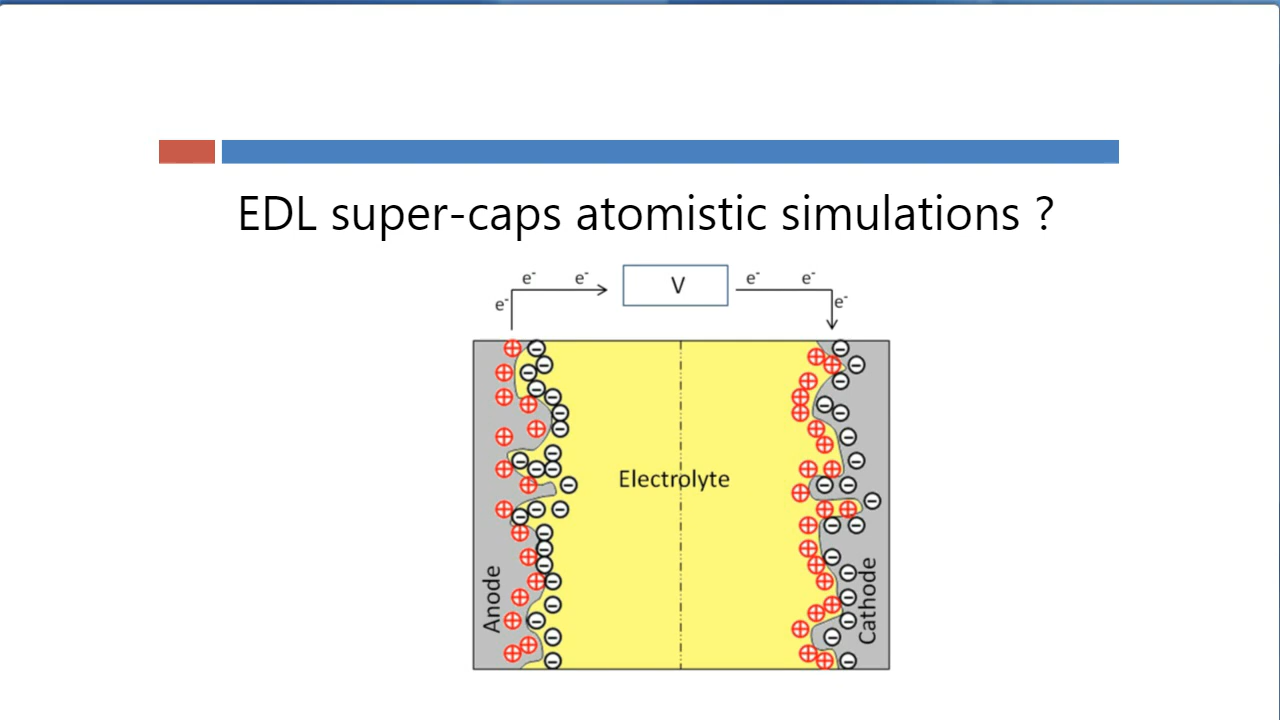 EDL super-caps atomistic simulations ?
e⁻ e⁻ V e⁻ e⁻
e⁻ e⁻
Electrolyte
Anode
Cathode